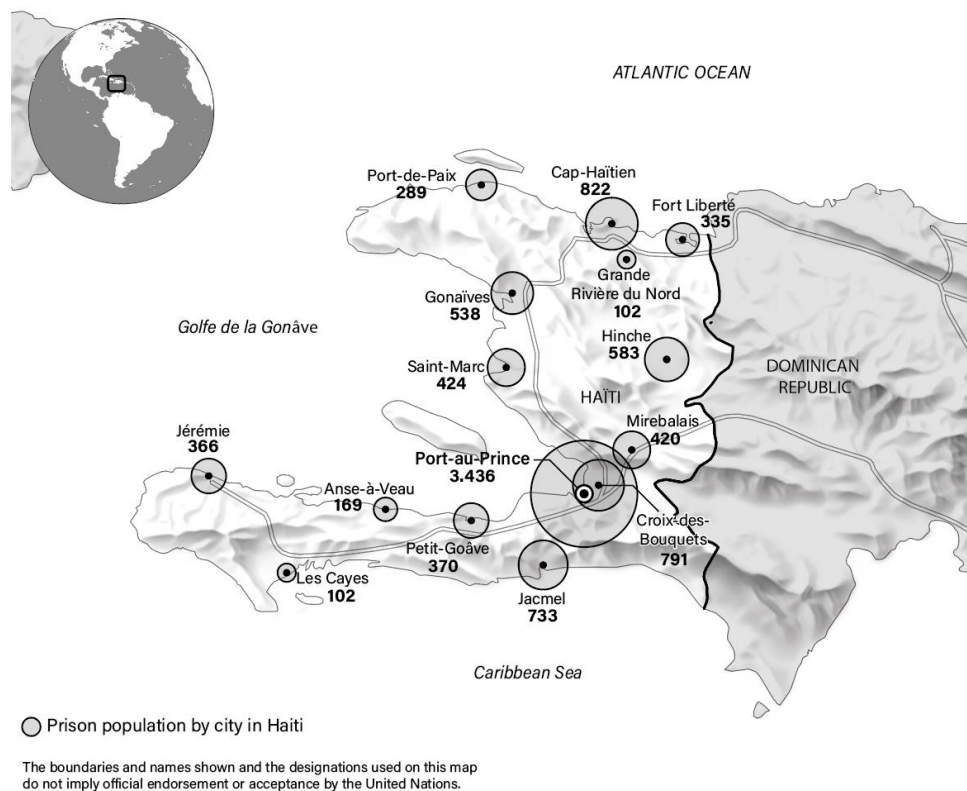 ATLANTIC OCEAN
Port-de-Paix
289
Cap-Haïtien
822
Fort Liberté
335
Grande
Rivière du Nord
102
Gonaïves
538
Golfe de la Gonâve
Hinche
583
Saint-Marc
424
DOMINICAN
REPUBLIC
HAÏTI
Mirebalais
420
Jérémie
366
Port-au-Prince
3.436
Anse-à-Veau
169
Croix-des-
Bouquets
791
Petit-Goâve
370
Les Cayes
102
Jacmel
733
Caribbean Sea
Prison population by city in Haiti
The boundaries and names shown and the designations used on this map
do not imply official endorsement or acceptance by the United Nations.